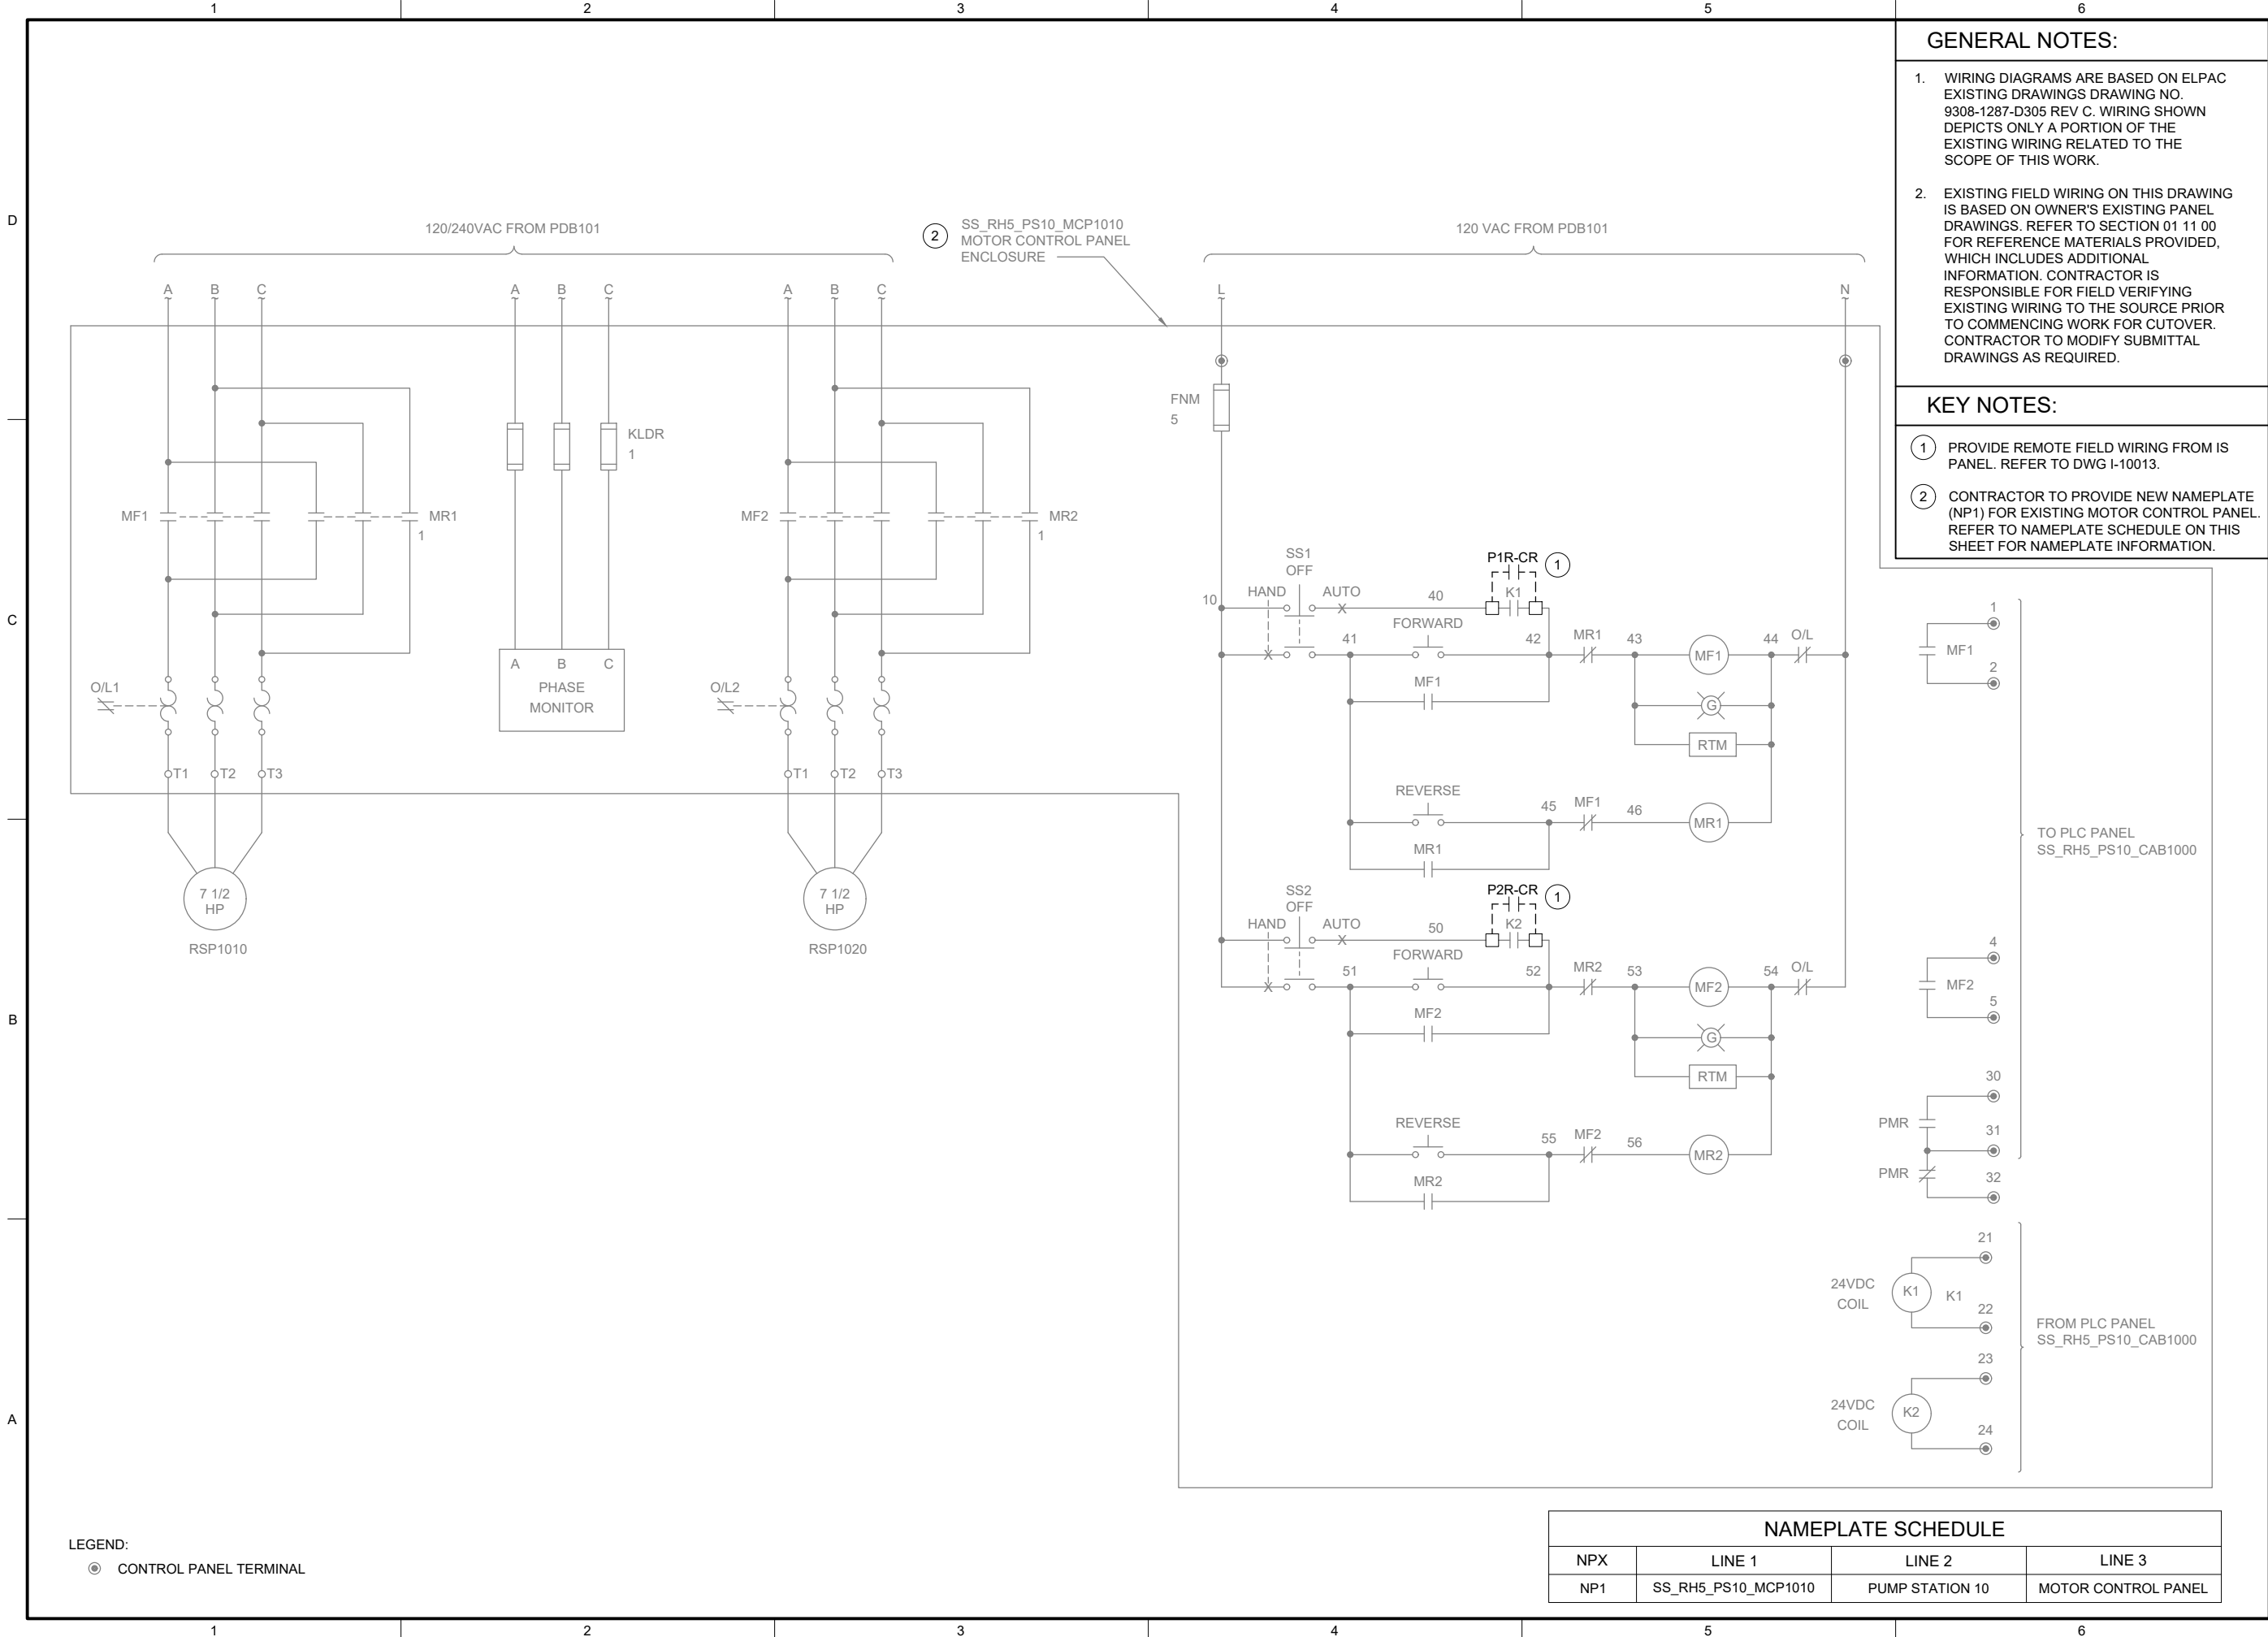 1 2 3 4 5 6
GENERAL NOTES:
1. WIRING DIAGRAMS ARE BASED ON ELPAC
EXISTING DRAWINGS DRAWING NO.
9308-1287-D305 REV C. WIRING SHOWN
DEPICTS ONLY A PORTION OF THE
EXISTING WIRING RELATED TO THE
SCOPE OF THIS WORK.
2. EXISTING FIELD WIRING ON THIS DRAWING
IS BASED ON OWNER'S EXISTING PANEL
DRAWINGS. REFER TO SECTION 01 11 00
FOR REFERENCE MATERIALS PROVIDED,
WHICH INCLUDES ADDITIONAL
INFORMATION. CONTRACTOR IS
RESPONSIBLE FOR FIELD VERIFYING
EXISTING WIRING TO THE SOURCE PRIOR
TO COMMENCING WORK FOR CUTOVER.
CONTRACTOR TO MODIFY SUBMITTAL
DRAWINGS AS REQUIRED.
KEY NOTES:
1 PROVIDE REMOTE FIELD WIRING FROM IS
PANEL. REFER TO DWG I-10013.
2 CONTRACTOR TO PROVIDE NEW NAMEPLATE
(NP1) FOR EXISTING MOTOR CONTROL PANEL.
REFER TO NAMEPLATE SCHEDULE ON THIS
SHEET FOR NAMEPLATE INFORMATION.
D
C
B
A
120/240VAC FROM PDB101
A B C
A B C
A B C
2
SS_RH5_PS10_MCP1010
MOTOR CONTROL PANEL
ENCLOSURE
MF1
MR1
1
KLDR
1
MF2
MR2
1
O/L1
A B C
PHASE
MONITOR
O/L2
T1 T2 T3
T1 T2 T3
7 1/2
HP
RSP1010
7 1/2
HP
RSP1020
120 VAC FROM PDB101
L N
FNM
5
SS1
OFF
P1R-CR 1
10 HAND AUTO 40 K1
X
FORWARD
X 41 42 MR1 43 MF1 44 O/L
MF1
G
RTM
REVERSE
45 MF1 46 MR1
MR1
SS2
OFF
P2R-CR 1
HAND AUTO 50 K2
X
FORWARD
X 51 52 MR2 53 MF2 54 O/L
MF2
G
RTM
REVERSE
55 MF2 56 MR2
MR2
1
MF1
2
TO PLC PANEL
SS_RH5_PS10_CAB1000
4
MF2
5
30
PMR
31
PMR
32
21
24VDC
COIL
K1 K1
22
FROM PLC PANEL
SS_RH5_PS10_CAB1000
23
24VDC
COIL
K2
24
LEGEND:
CONTROL PANEL TERMINAL
NAMEPLATE SCHEDULE
NPX LINE 1 LINE 2 LINE 3
NP1 SS_RH5_PS10_MCP1010 PUMP STATION 10 MOTOR CONTROL PANEL
1 2 3 4 5 6